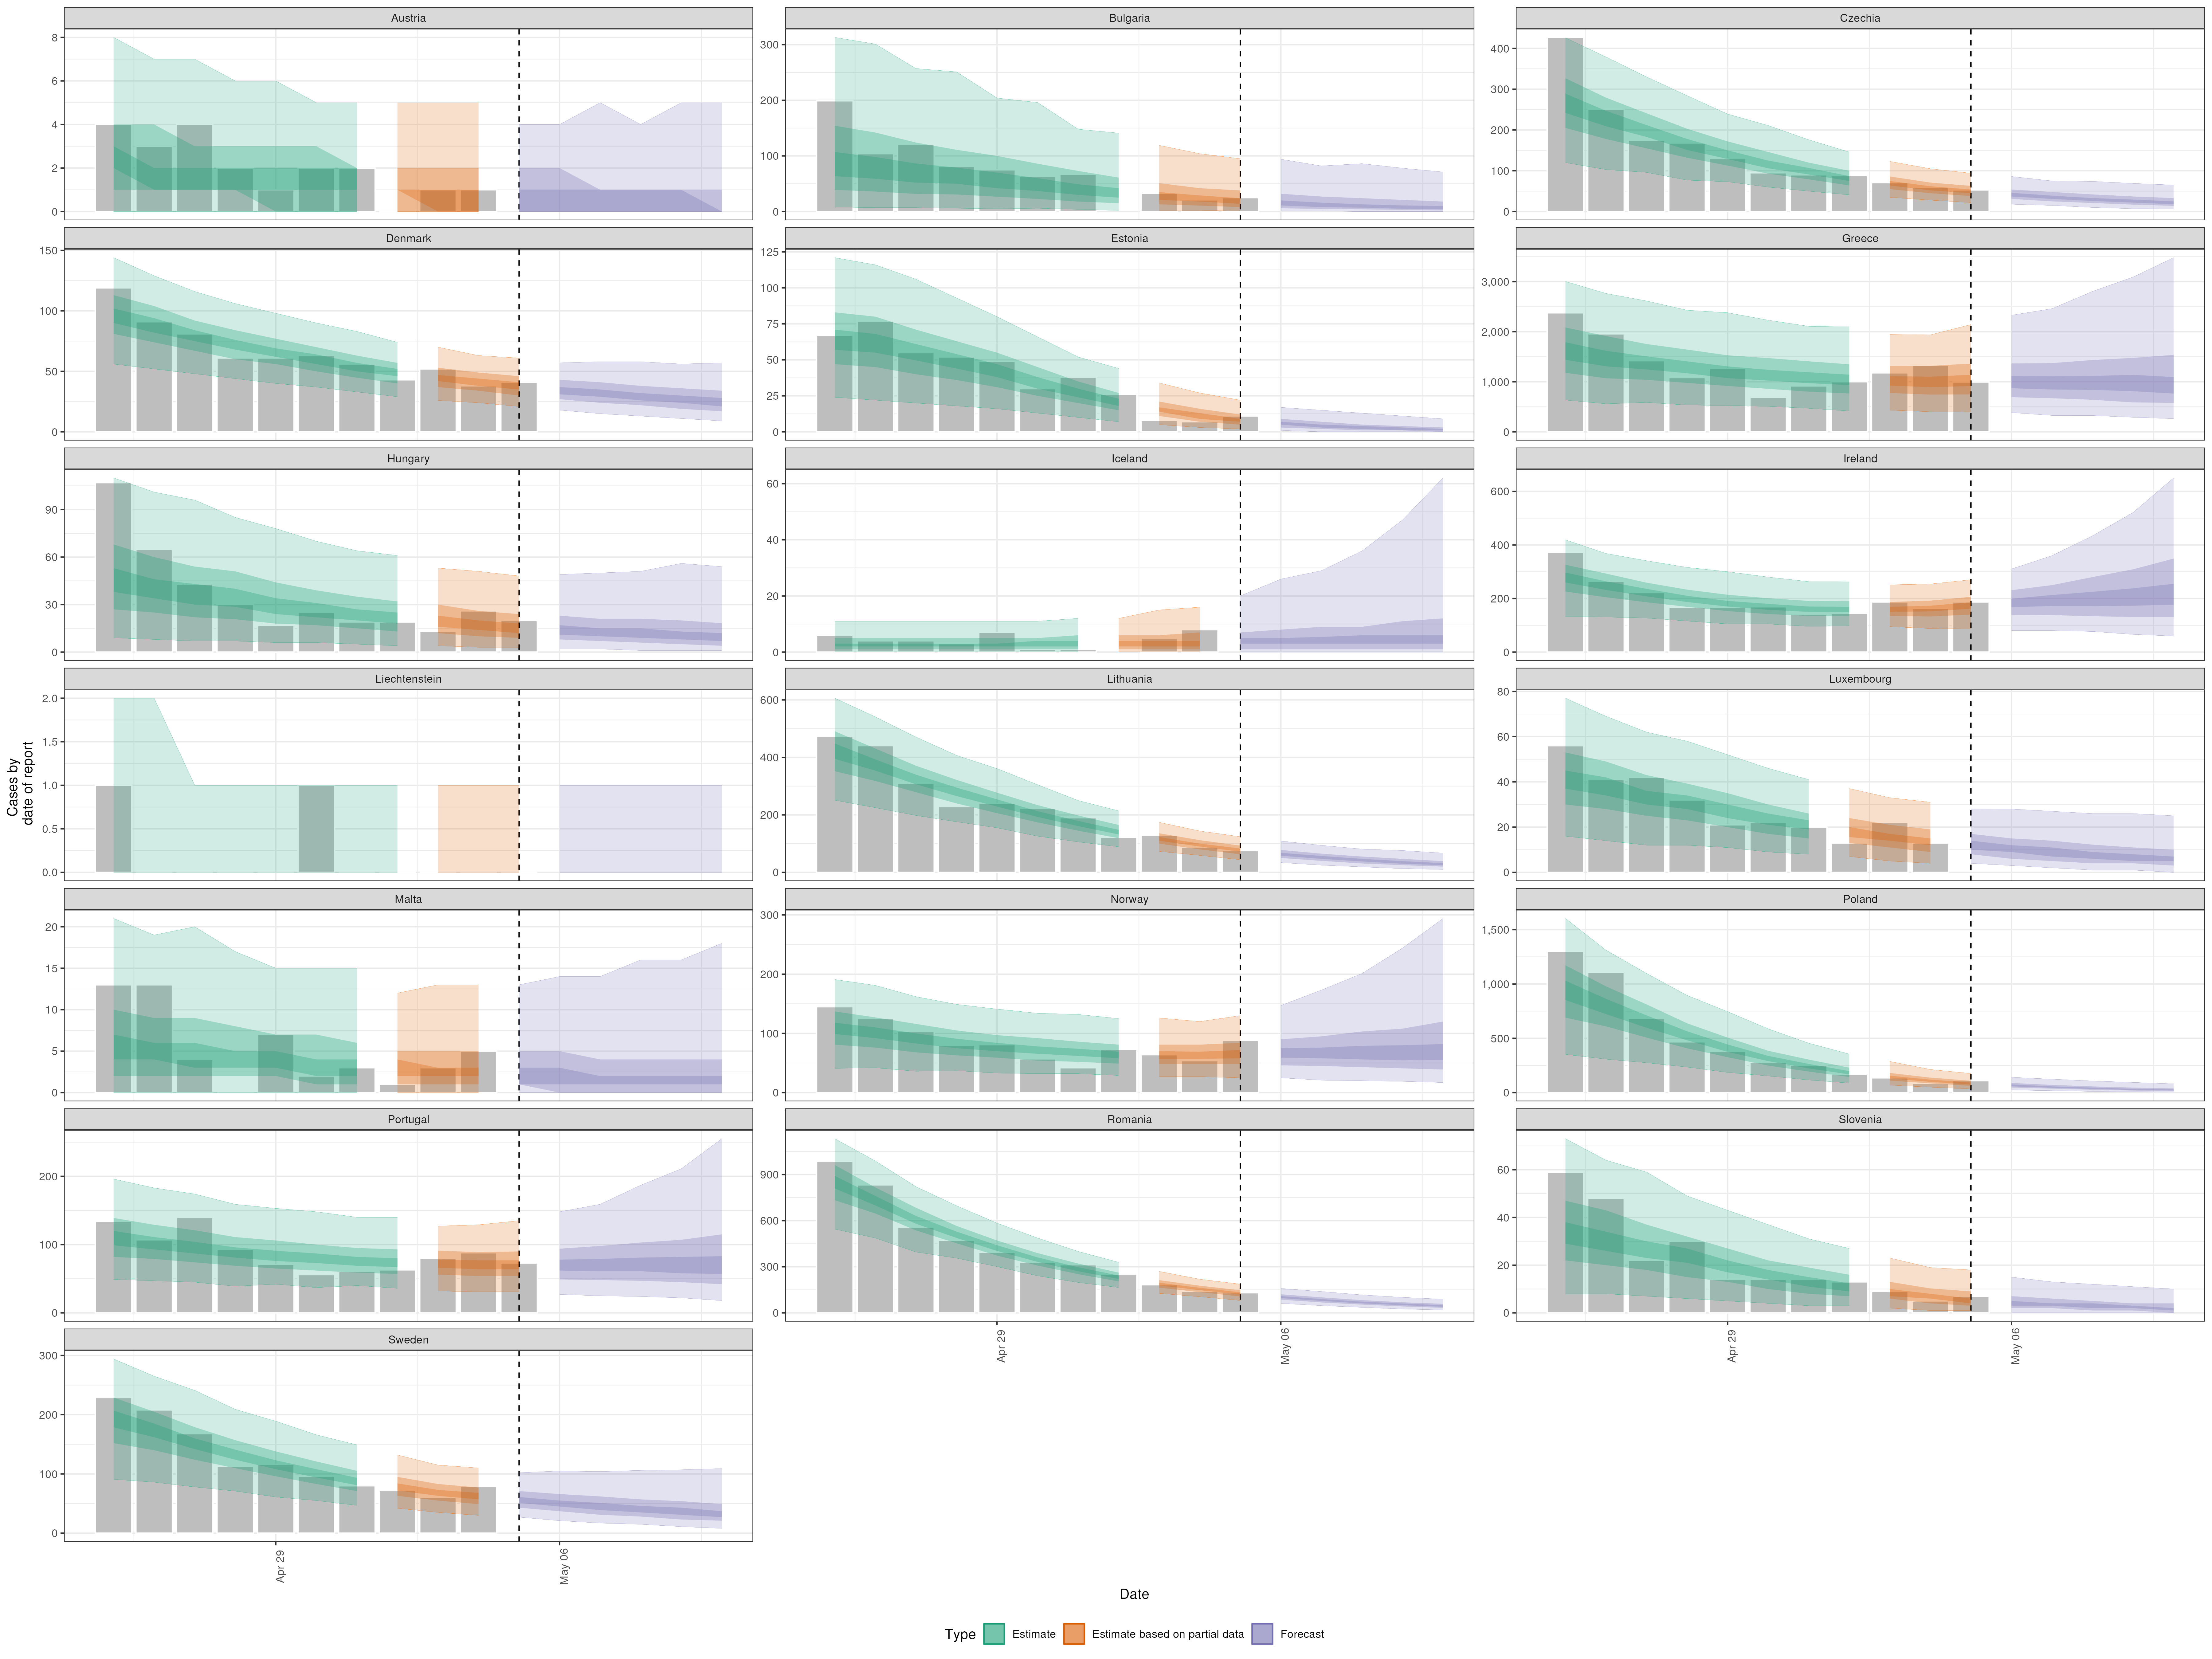 Austria
Bulgaria
Czechia
8
6
4
2
0
300
200
100
0
400
300
200
100
0
Denmark
Estonia
Greece
150
100
50
0
125
100
75
50
25
0
3,000
2,000
1,000
0
Hungary
Iceland
Ireland
90
60
30
0
60
40
20
0
600
400
200
0
Liechtenstein
Lithuania
Luxembourg
2.0
1.5
1.0
0.5
0.0
600
400
200
0
80
60
40
20
0
Cases by
date of report
Malta
Norway
Poland
20
15
10
5
0
300
200
100
0
1,500
1,000
500
0
Portugal
Romania
Slovenia
200
100
0
900
600
300
0
60
40
20
0
Apr 29
May 06
Apr 29
May 06
Sweden
300
200
100
0
Apr 29
May 06
Date
Type Estimate Estimate based on partial data Forecast